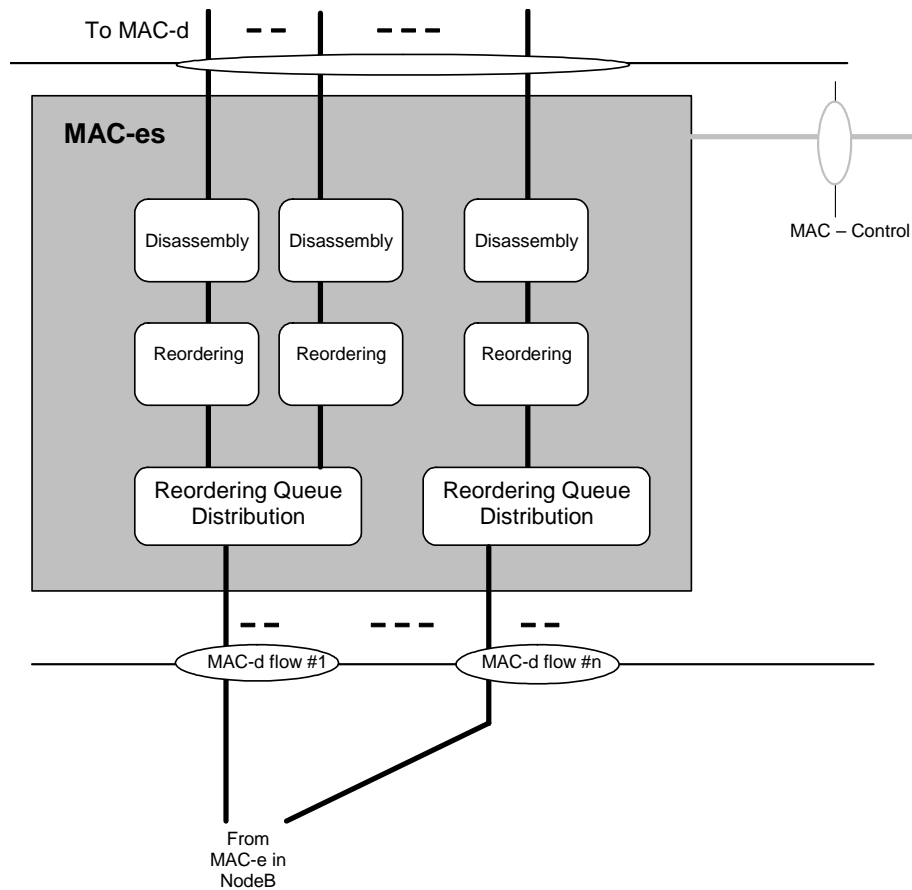 To MAC-d
MAC-es
MAC – Control
Disassembly
Disassembly
Disassembly
Reordering
Reordering
Reordering
Reordering Queue
Distribution
Reordering Queue
Distribution
MAC-d flow #1
MAC-d flow #n
From
MAC-e in
NodeB